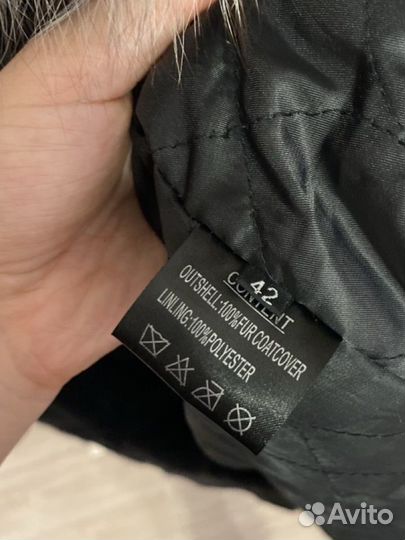 42
CONTENT
OUTSHELL:100%FUR COATCOVER
LINLING:100%POLYESTER
Avito